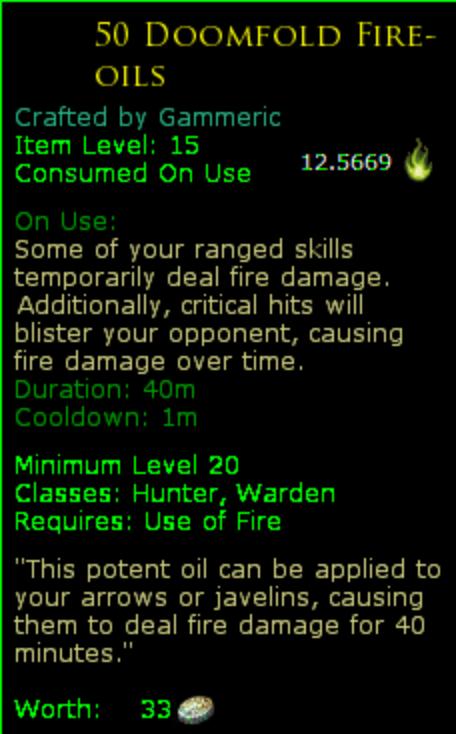 50 Doomfold Fire-
oils
Crafted by Gammeric
Item Level: 15
Consumed On Use
12.5669
On Use:
Some of your ranged skills
temporarily deal fire damage.
Additionally, critical hits will
blister your opponent, causing
fire damage over time.
Duration: 40m
Cooldown: 1m
Minimum Level 20
Classes: Hunter, Warden
Requires: Use of Fire
"This potent oil can be applied to
your arrows or javelins, causing
them to deal fire damage for 40
minutes."
Worth: 33